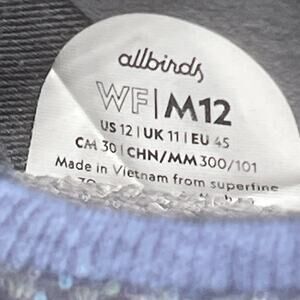 allbirds
WF|M12
US 12 | UK 11 | EU 45
CM 30 | CHN/MM 300/101
Made in Vietnam from superfine